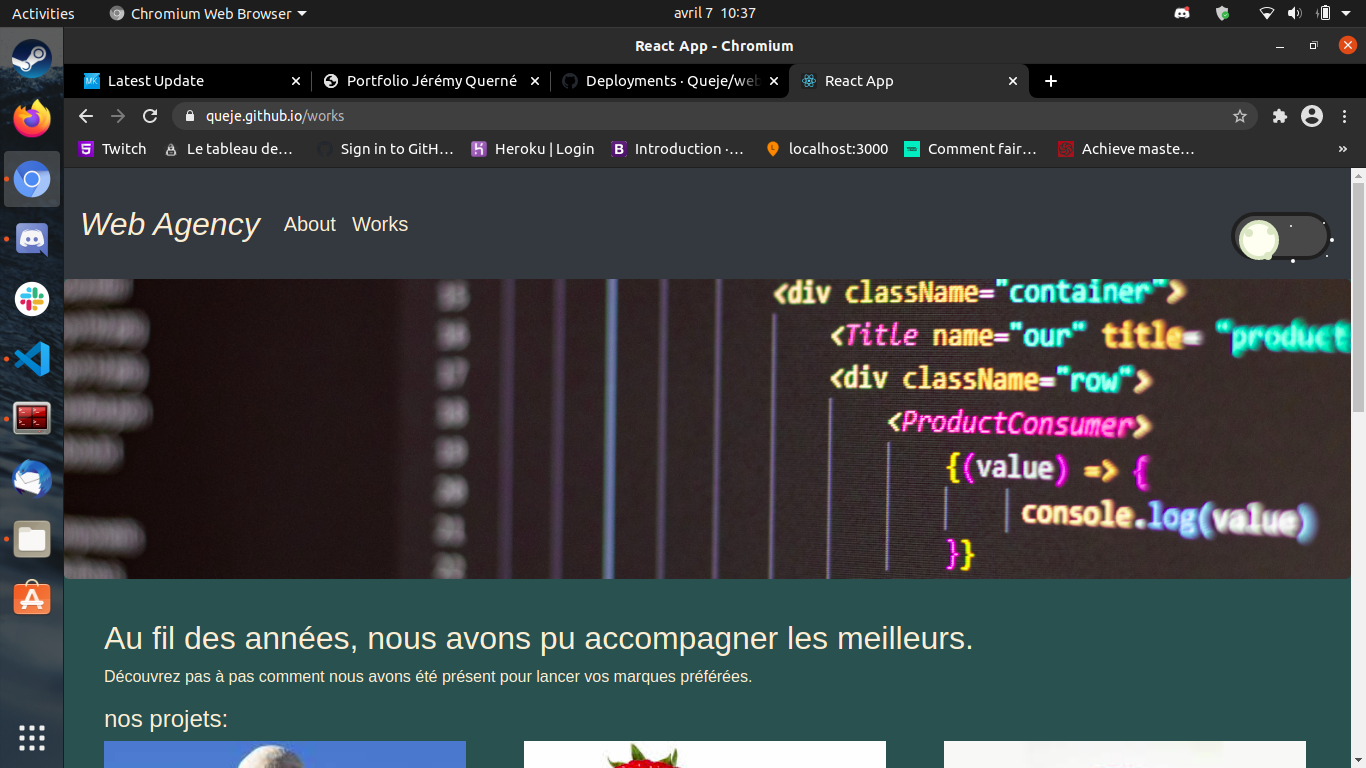 Activities
Chromium Web Browser
avril 7 10:37
React App - Chromium
Latest Update
Portfolio Jérémy Querné
Deployments · Queje/web
React App
queje.github.io/works
Twitch
Le tableau de…
Sign in to GitH…
Heroku | Login
Introduction ·…
localhost:3000
Comment fair…
Achieve maste…
»
Web Agency
About
Works
<div className="container">
<Title name="our" title= "product
<div className="row">
<ProductConsumer>
{(value) => {
console.log(value)
}}
Au fil des années, nous avons pu accompagner les meilleurs.
Découvrez pas à pas comment nous avons été présent pour lancer vos marques préférées.
nos projets: